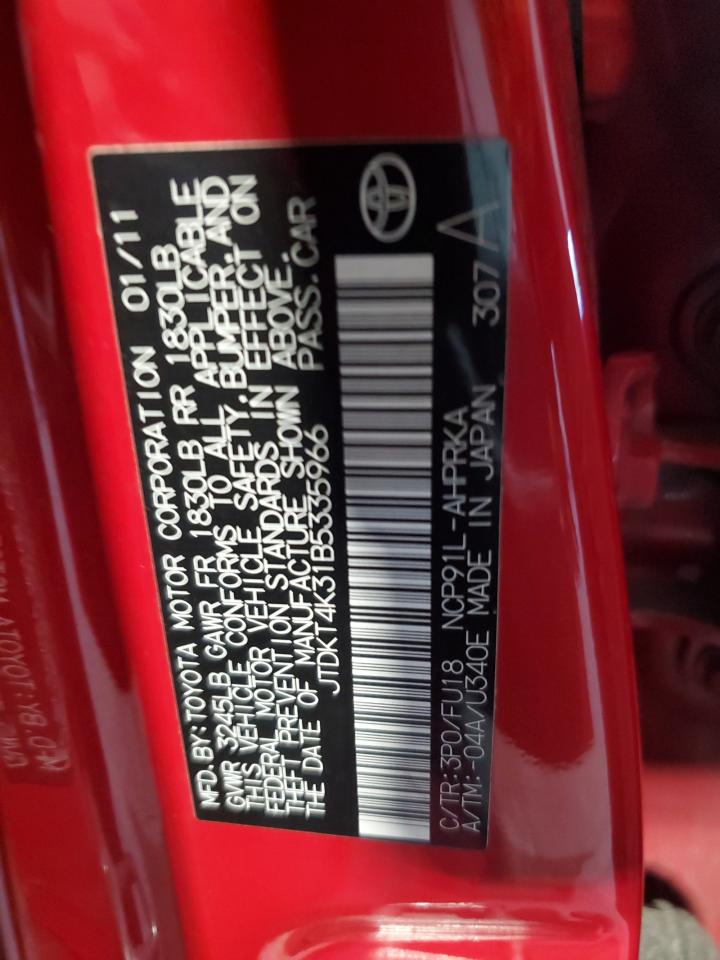 MFD. BY: TOYOTA MOTOR CORPORATION 01/11
GVWR 3245LB GAWR FR 1830LB RR 1830LB
THIS VEHICLE CONFORMS TO ALL APPLICABLE
FEDERAL MOTOR VEHICLE SAFETY, BUMPER, AND
THEFT PREVENTION STANDARDS IN EFFECT ON
THE DATE OF MANUFACTURE SHOWN ABOVE.
JTDKT4K31B5335966 PASS. CAR
C/TR:3P0/FU18 NCP91L-AHPRKA
A/TM:-04A/U340E MADE IN JAPAN 307 A